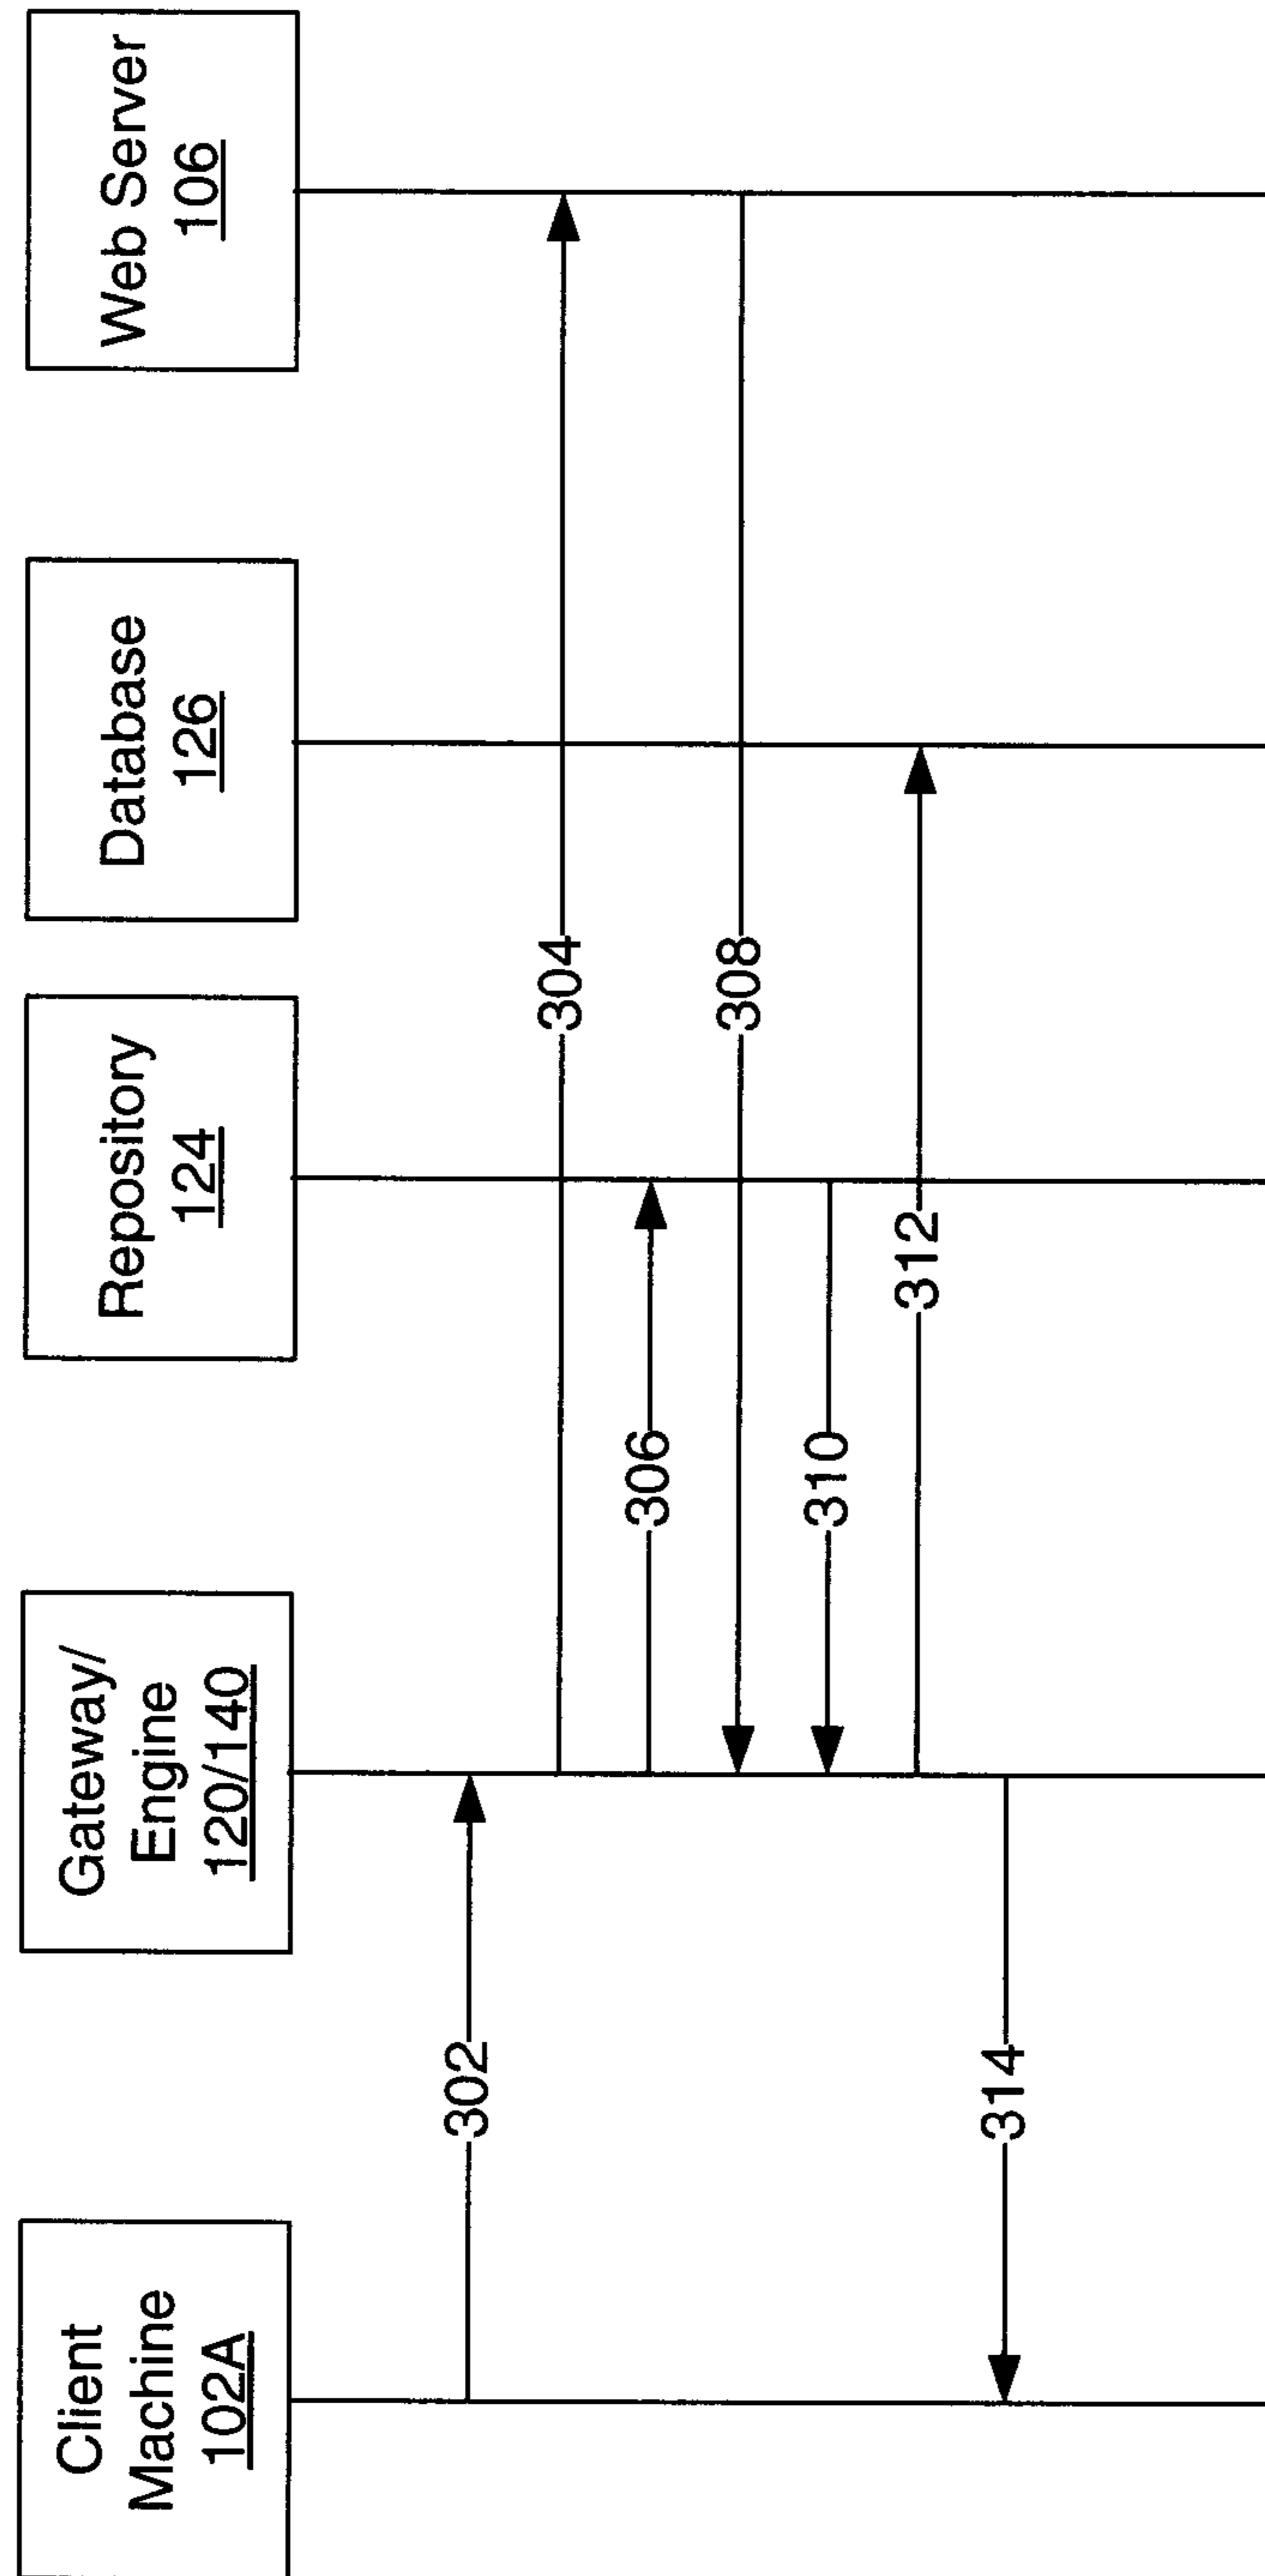 Client
Machine
102A
Gateway/
Engine
120/140
Repository
124
Database
126
Web Server
106
302
304
306
308
310
312
314